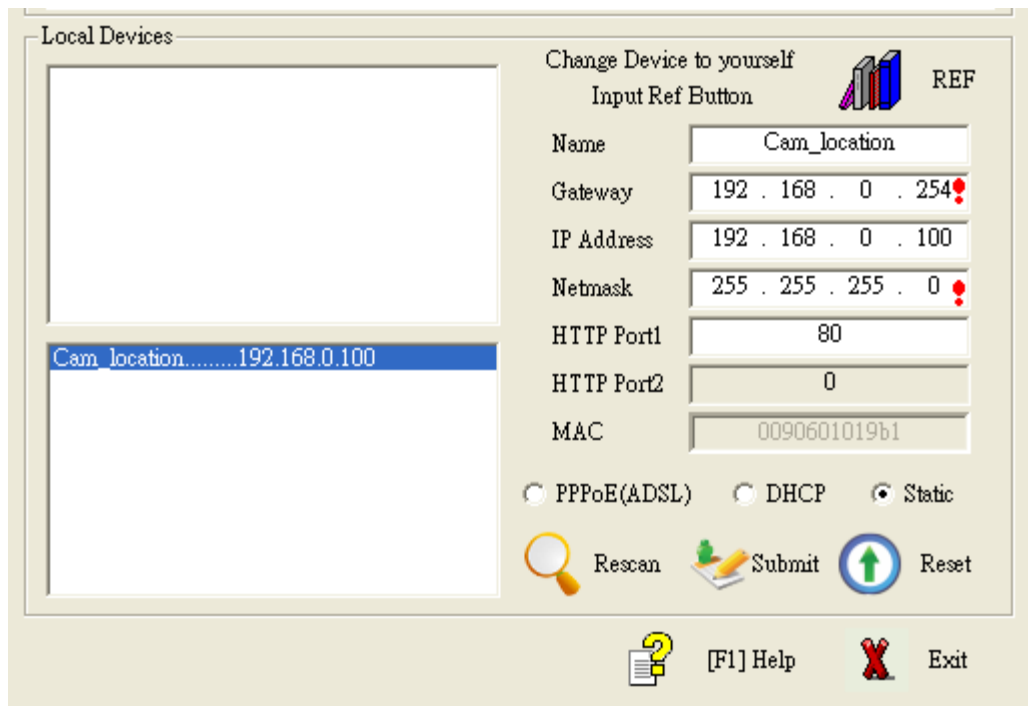 Local Devices
Change Device to yourself
Input Ref Button
REF
Name Cam_location
Gateway 192 . 168 . 0 . 254
IP Address 192 . 168 . 0 . 100
Netmask 255 . 255 . 255 . 0
HTTP Port1 80
Cam_location.........192.168.0.100
HTTP Port2 0
MAC 0090601019b1
PPPoE(ADSL) DHCP Static
Rescan Submit Reset
[F1] Help Exit